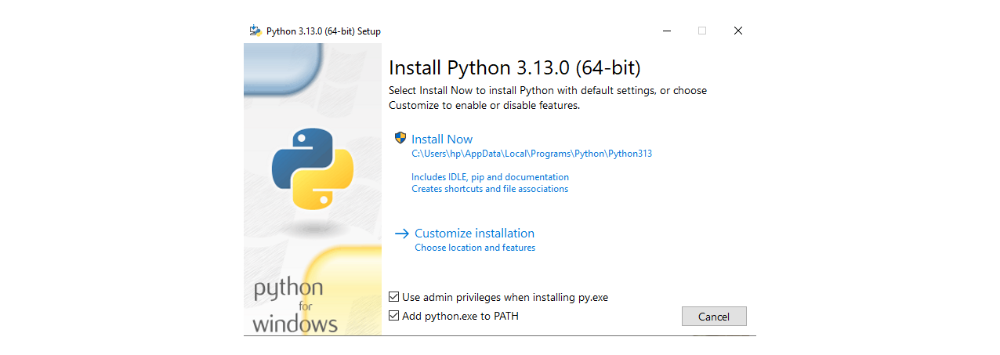 Python 3.13.0 (64-bit) Setup
Install Python 3.13.0 (64-bit)
Select Install Now to install Python with default settings, or choose
Customize to enable or disable features.
Install Now
C:\Users\hp\AppData\Local\Programs\Python\Python313
Includes IDLE, pip and documentation
Creates shortcuts and file associations
Customize installation
Choose location and features
python
for
windows
Use admin privileges when installing py.exe
Add python.exe to PATH
Cancel